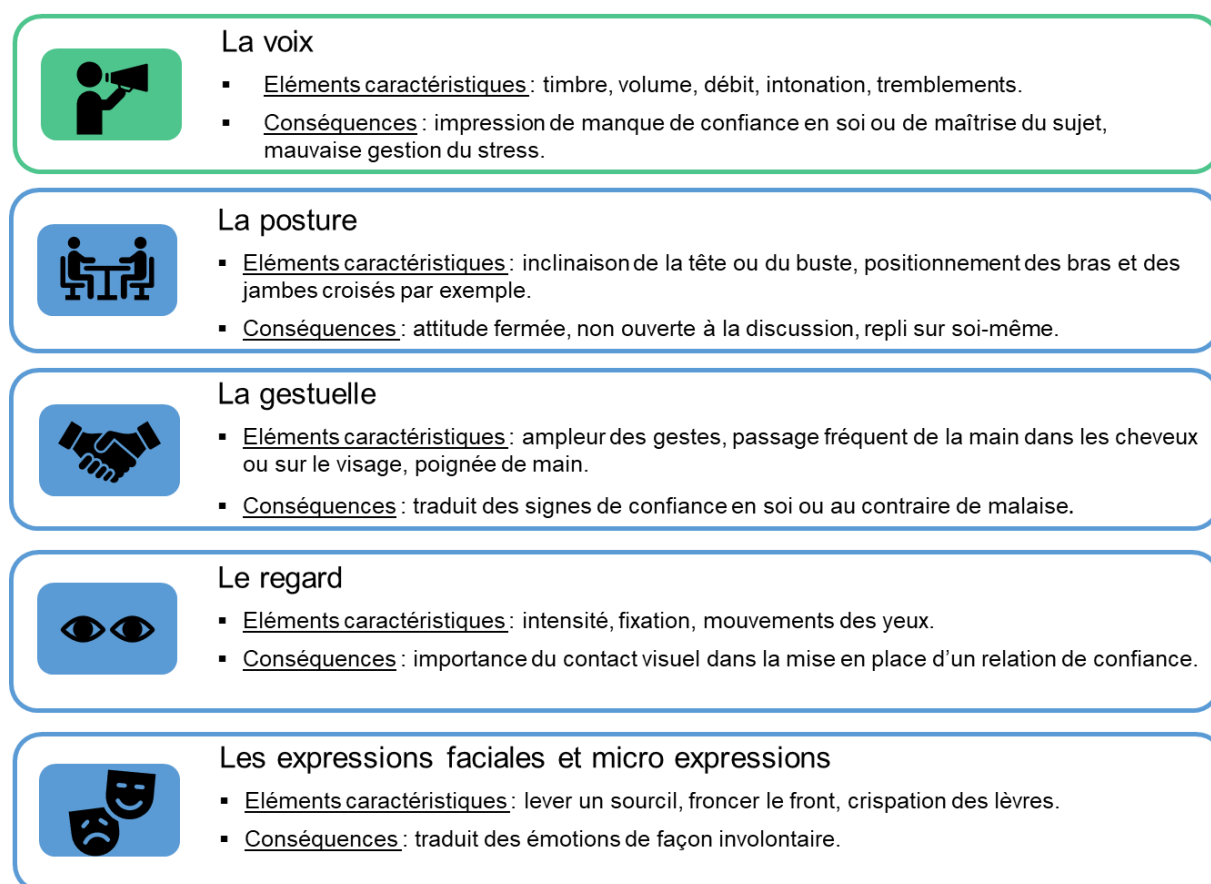 La voix
▪ Eléments caractéristiques : timbre, volume, débit, intonation, tremblements.
▪ Conséquences : impression de manque de confiance en soi ou de maîtrise du sujet,
mauvaise gestion du stress.
La posture
▪ Eléments caractéristiques : inclinaison de la tête ou du buste, positionnement des bras et des
jambes croisés par exemple.
▪ Conséquences : attitude fermée, non ouverte à la discussion, repli sur soi-même.
La gestuelle
▪ Eléments caractéristiques : ampleur des gestes, passage fréquent de la main dans les cheveux
ou sur le visage, poignée de main.
▪ Conséquences : traduit des signes de confiance en soi ou au contraire de malaise.
Le regard
▪ Eléments caractéristiques : intensité, fixation, mouvements des yeux.
▪ Conséquences : importance du contact visuel dans la mise en place d’un relation de confiance.
Les expressions faciales et micro expressions
▪ Eléments caractéristiques : lever un sourcil, froncer le front, crispation des lèvres.
▪ Conséquences : traduit des émotions de façon involontaire.